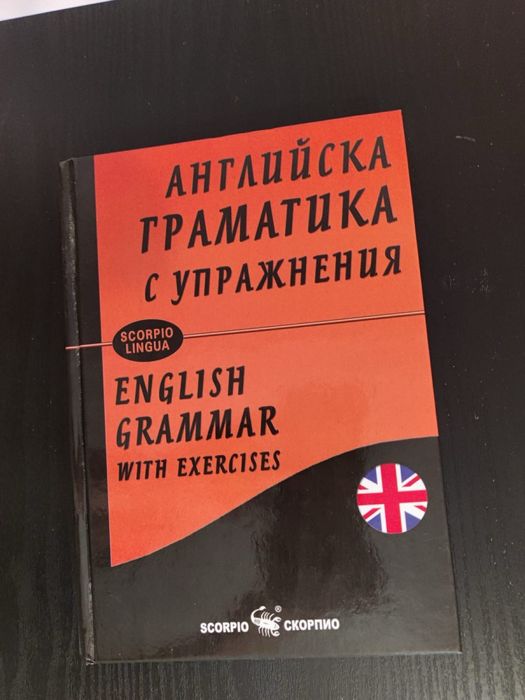 АНГЛИЙСКА
ГРАМАТИКА
С УПРАЖНЕНИЯ
SCORPIO
LINGUA
ENGLISH
GRAMMAR
WITH EXERCISES
SCORPIO ® СКОРПИО